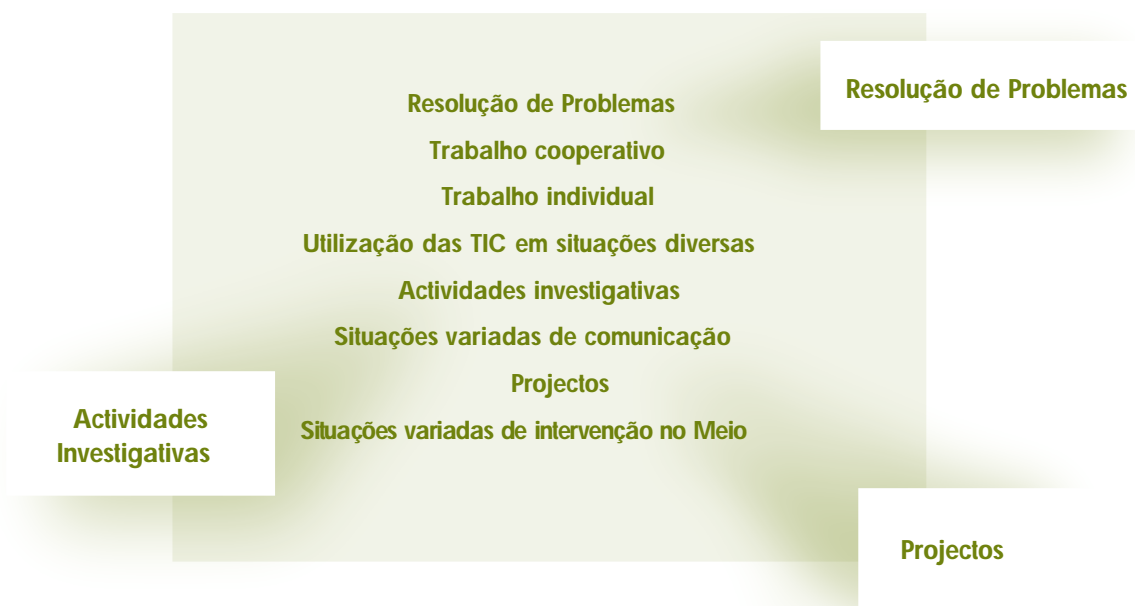 Resolução de Problemas
Resolução de Problemas
Trabalho cooperativo
Trabalho individual
Utilização das TIC em situações diversas
Actividades investigativas
Situações variadas de comunicação
Projectos
Situações variadas de intervenção no Meio
Actividades
Investigativas
Projectos